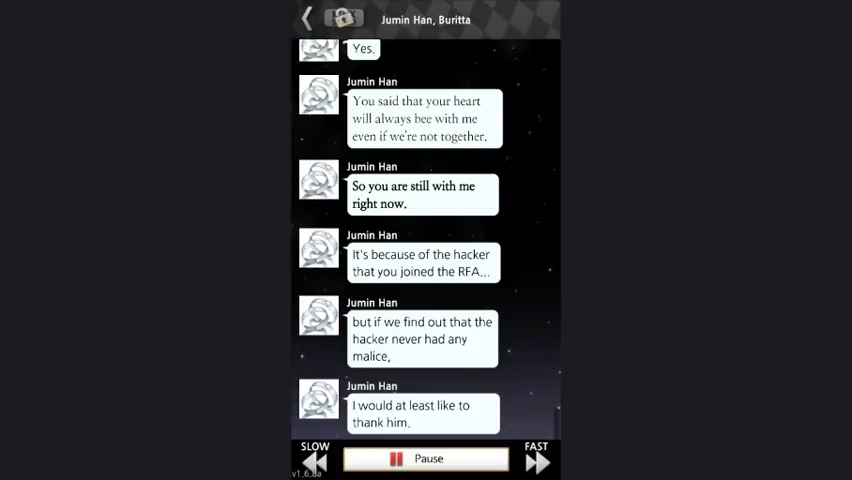 Jumin Han, Buritta
Yes.
Jumin Han
You said that your heart
will always bee with me
even if we're not together.
Jumin Han
So you are still with me
right now.
Jumin Han
It's because of the hacker
that you joined the RFA...
Jumin Han
but if we find out that the
hacker never had any
malice,
Jumin Han
I would at least like to
thank him.
SLOW
Pause
FAST
v1.6.8a